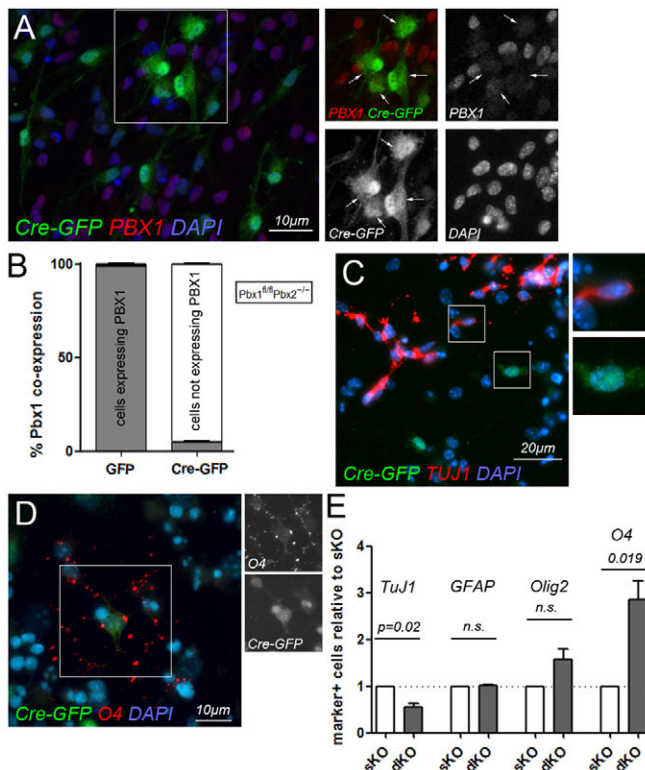 A
Cre-GFP PBX1 DAPI
10µm
PBX1 Cre-GFP
PBX1
Cre-GFP
DAPI
B
% Pbx1 co-expression
100
50
0
cells expressing PBX1
cells not expressing PBX1
GFP
Cre-GFP
Pbx1fl/flPbx2−/−
C
Cre-GFP TUJ1 DAPI
20µm
D
Cre-GFP O4 DAPI
10µm
O4
Cre-GFP
E
marker+ cells relative to sKO
4
3
2
1
0
TuJ1
GFAP
Olig2
O4
p=0.02
n.s.
n.s.
0.019
sKO
dKO
sKO
dKO
sKO
dKO
sKO
dKO